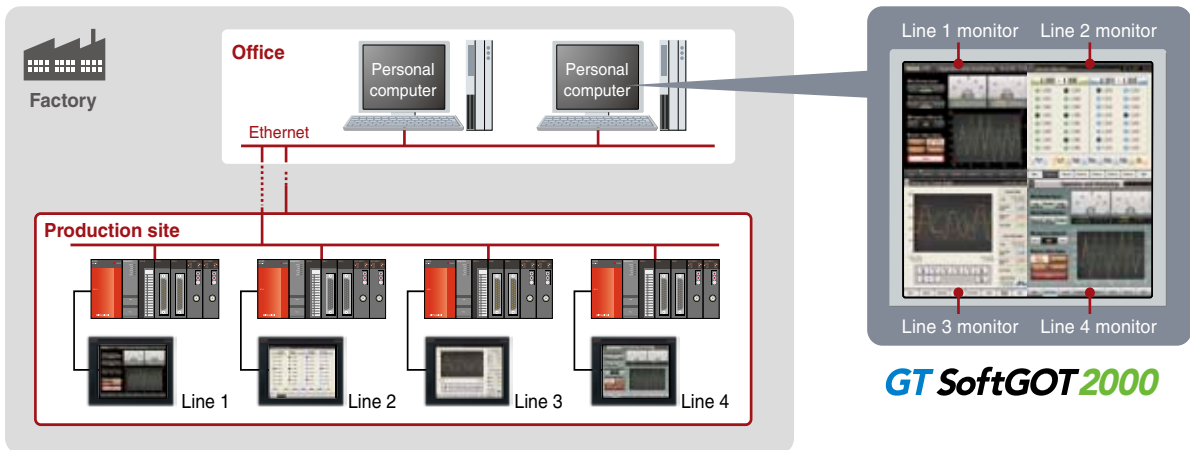 Factory
Office
Personal
computer
Personal
computer
Ethernet
Production site
Line 1
Line 2
Line 3
Line 4
Line 1 monitor
Line 2 monitor
Line 3 monitor
Line 4 monitor
GT SoftGOT2000